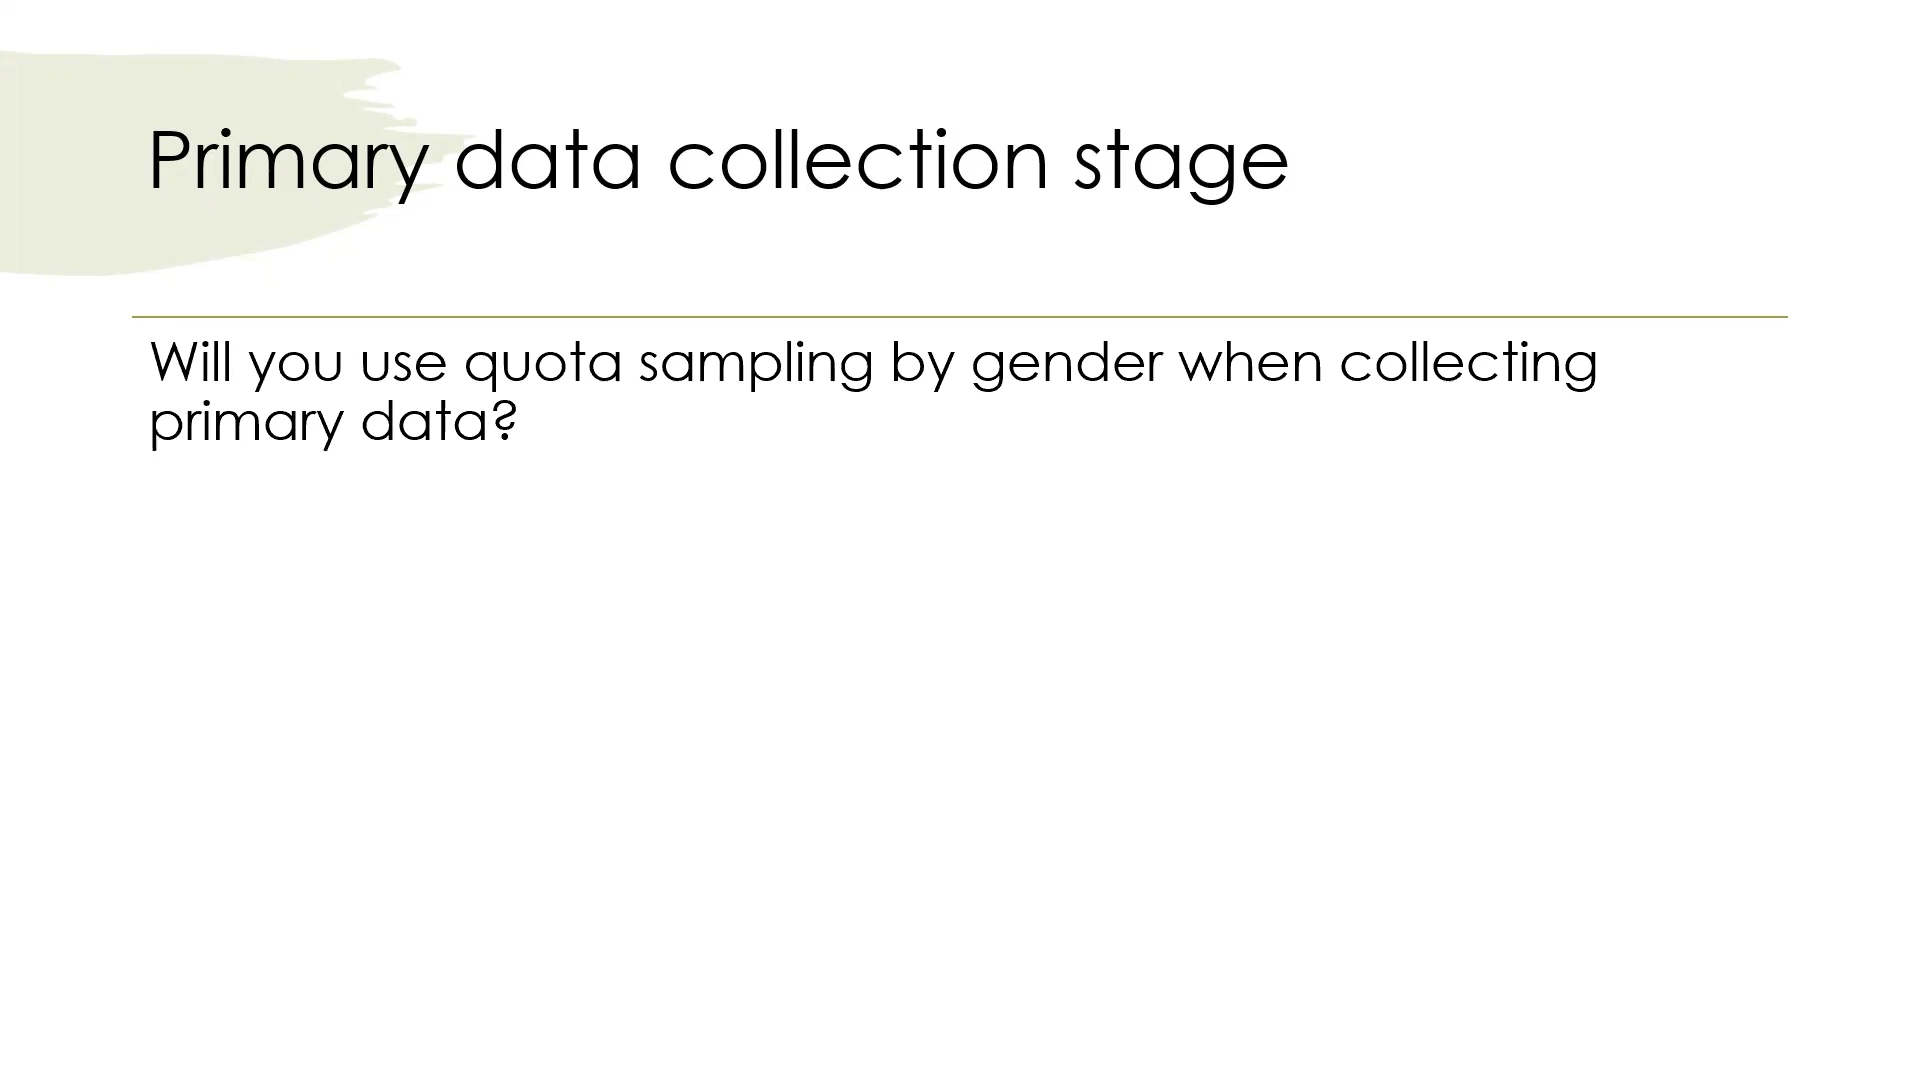 Primary data collection stage
Will you use quota sampling by gender when collecting
primary data?